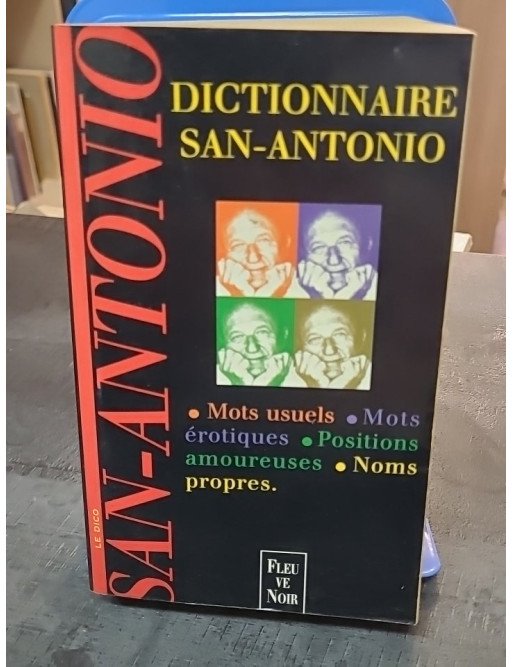 SAN-ANTONIO
LE DICO
DICTIONNAIRE
SAN-ANTONIO
• Mots usuels • Mots
érotiques • Positions
amoureuses • Noms
propres.
FLEU
VE
NOIR